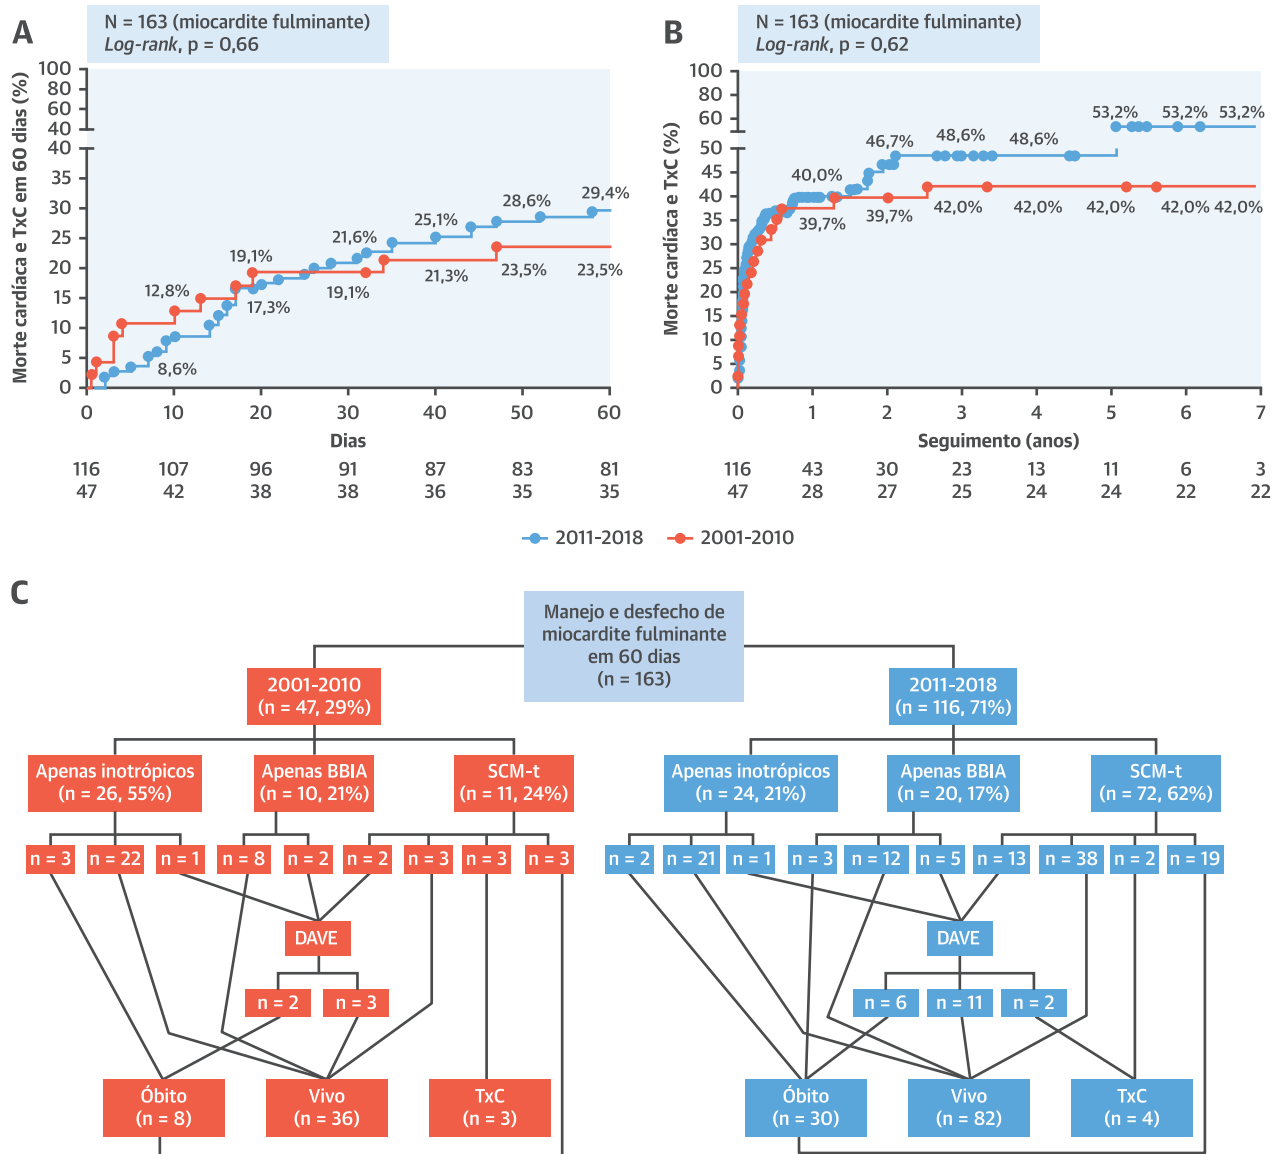 A
N = 163 (miocardite fulminante)
Log-rank, p = 0,66
Morte cardíaca e TxC em 60 dias (%)
100
80
60
40
40
30
20
10
5
0
12,8%
8,6%
19,1%
17,3%
21,6%
19,1%
25,1%
21,3%
28,6%
23,5%
29,4%
23,5%
0 10 20 30 40 50 60
Dias
116 107 96 91 87 83 81
47 42 38 38 36 35 35
B
N = 163 (miocardite fulminante)
Log-rank, p = 0,62
Morte cardíaca e TxC (%)
100
80
60
50
45
40
35
30
25
20
15
10
5
0
40,0%
39,7%
46,7%
39,7%
48,6%
42,0%
48,6%
42,0%
53,2% 53,2% 53,2%
42,0% 42,0% 42,0%
0 1 2 3 4 5 6 7
Seguimento (anos)
116 43 30 23 13 11 6 3
47 28 27 25 24 24 22 22
2011-2018 2001-2010
C
Manejo e desfecho de
miocardite fulminante
em 60 dias
(n = 163)
2001-2010
(n = 47, 29%)
Apenas inotrópicos
(n = 26, 55%)
Apenas BBIA
(n = 10, 21%)
SCM-t
(n = 11, 24%)
n = 3 n = 22 n = 1 n = 8 n = 2 n = 2 n = 3 n = 3 n = 3
DAVE
n = 2 n = 3
Óbito
(n = 8)
Vivo
(n = 36)
TxC
(n = 3)
2011-2018
(n = 116, 71%)
Apenas inotrópicos
(n = 24, 21%)
Apenas BBIA
(n = 20, 17%)
SCM-t
(n = 72, 62%)
n = 2 n = 21 n = 1 n = 3 n = 12 n = 5 n = 13 n = 38 n = 2 n = 19
DAVE
n = 6 n = 11 n = 2
Óbito
(n = 30)
Vivo
(n = 82)
TxC
(n = 4)